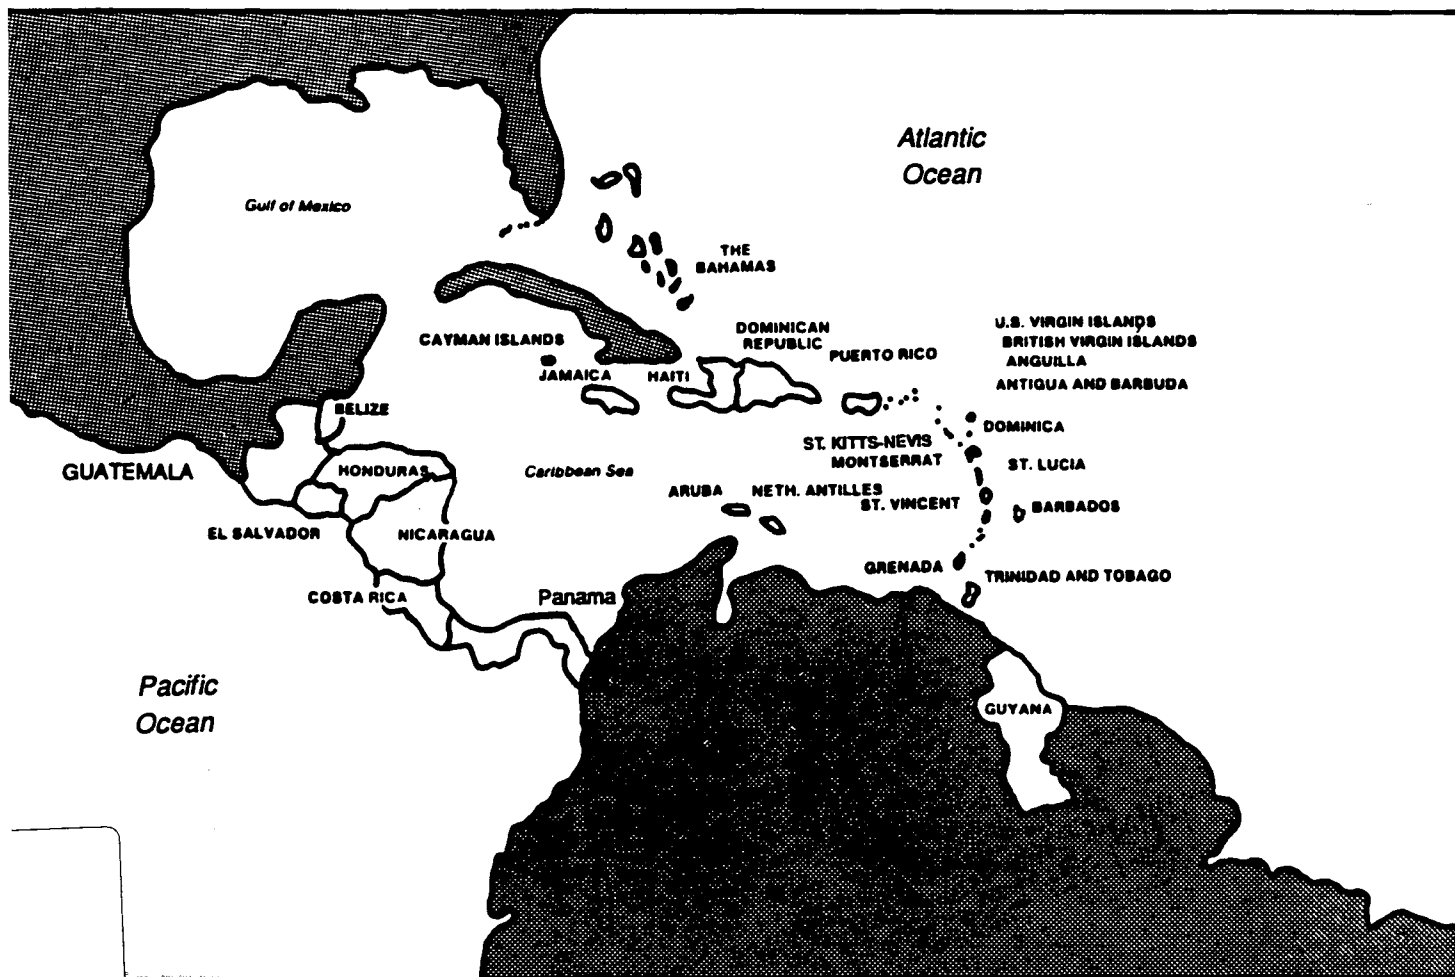 Atlantic
Ocean
Gulf of Mexico
THE
BAHAMAS
U.S. VIRGIN ISLANDS
BRITISH VIRGIN ISLANDS
ANGUILLA
ANTIGUA AND BARBUDA
DOMINICAN
REPUBLIC
PUERTO RICO
CAYMAN ISLANDS
JAMAICA
HAITI
BELIZE
DOMINICA
ST. KITTS-NEVIS
MONTSERRAT
ST. LUCIA
GUATEMALA
HONDURAS
Caribbean Sea
ARUBA
NETH. ANTILLES
ST. VINCENT
BARBADOS
EL SALVADOR
NICARAGUA
GRENADA
TRINIDAD AND TOBAGO
COSTA RICA
Panama
Pacific
Ocean
GUYANA